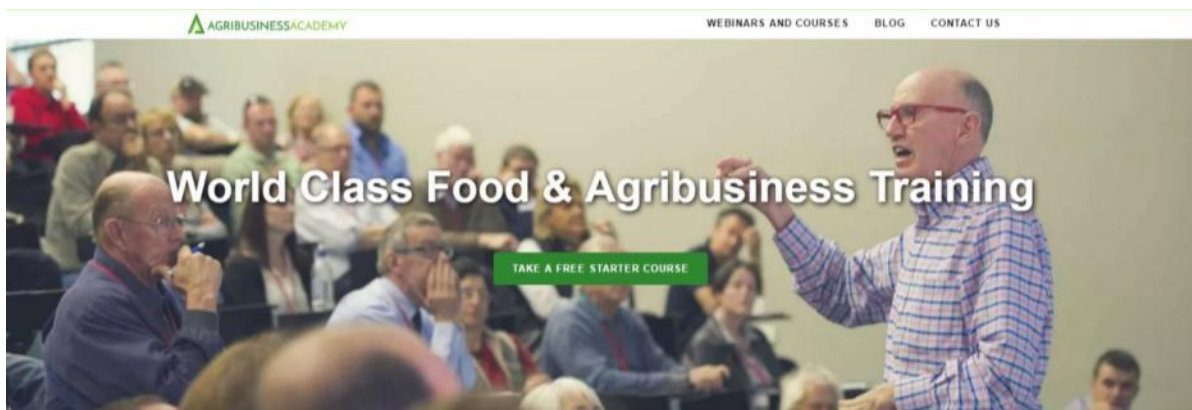 AGRIBUSINESSACADEMY
WEBINARS AND COURSES BLOG CONTACT US
World Class Food & Agribusiness Training
TAKE A FREE STARTER COURSE